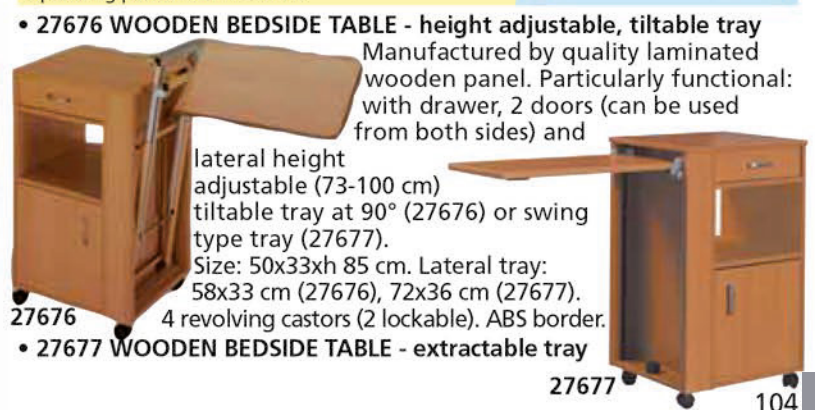 • 27676 WOODEN BEDSIDE TABLE - height adjustable, tiltable tray
Manufactured by quality laminated
wooden panel. Particularly functional:
with drawer, 2 doors (can be used
from both sides) and
lateral height
adjustable (73-100 cm)
tiltable tray at 90° (27676) or swing
type tray (27677).
Size: 50x33xh 85 cm. Lateral tray:
58x33 cm (27676), 72x36 cm (27677).
27676
4 revolving castors (2 lockable). ABS border.
• 27677 WOODEN BEDSIDE TABLE - extractable tray
27677
104